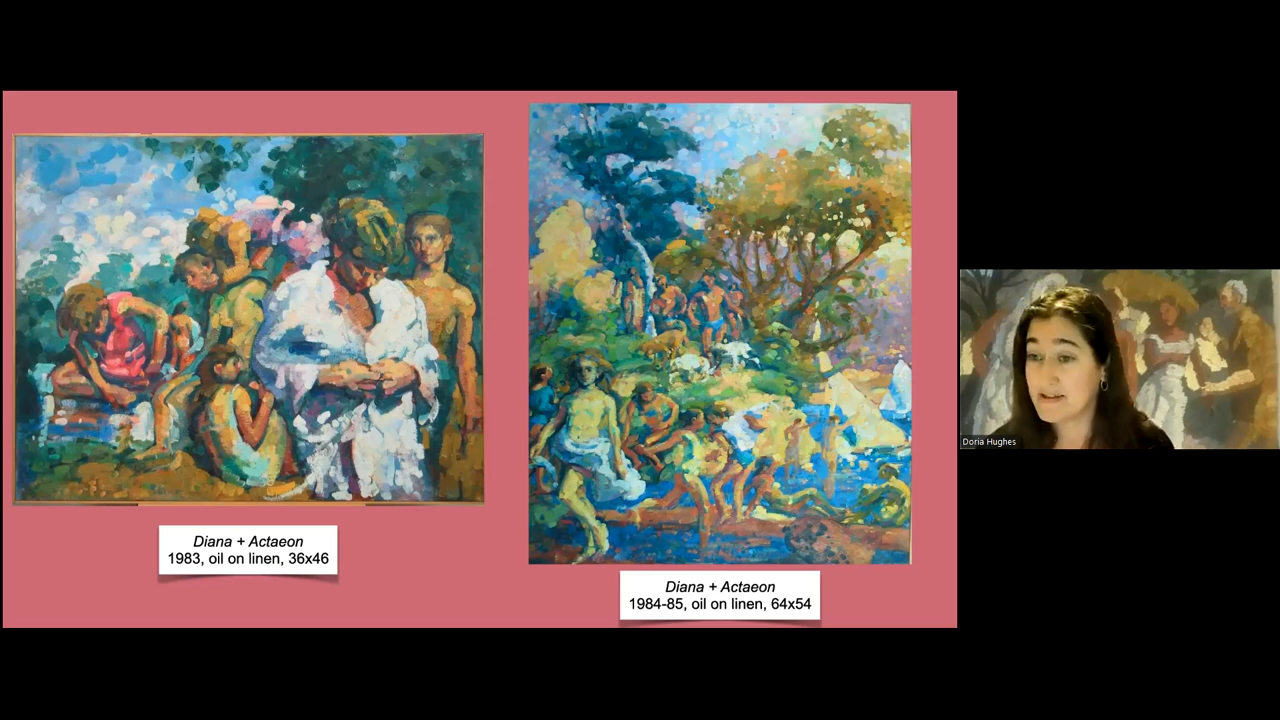 Diana + Actaeon
1983, oil on linen, 36x46
Diana + Actaeon
1984-85, oil on linen, 64x54
Doria Hughes